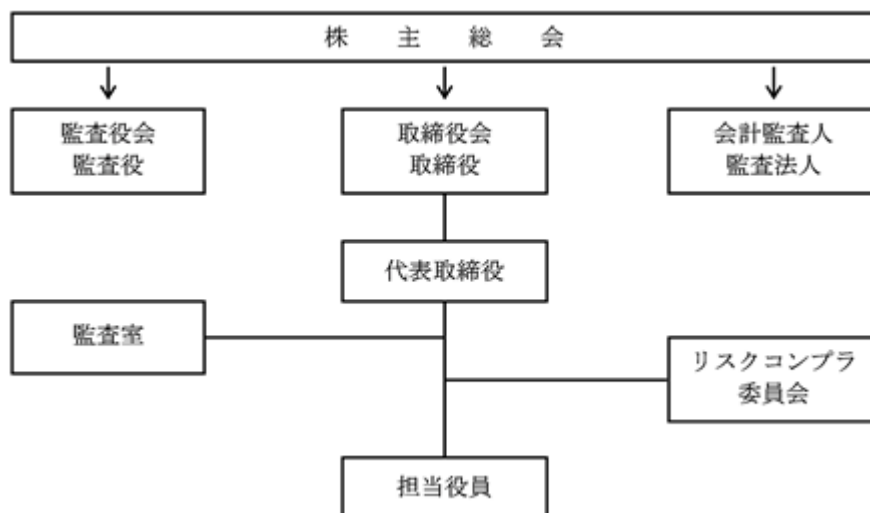 株主総会
監査役会
監査役
取締役会
取締役
会計監査人
監査法人
代表取締役
監査室
リスクコンプラ
委員会
担当役員